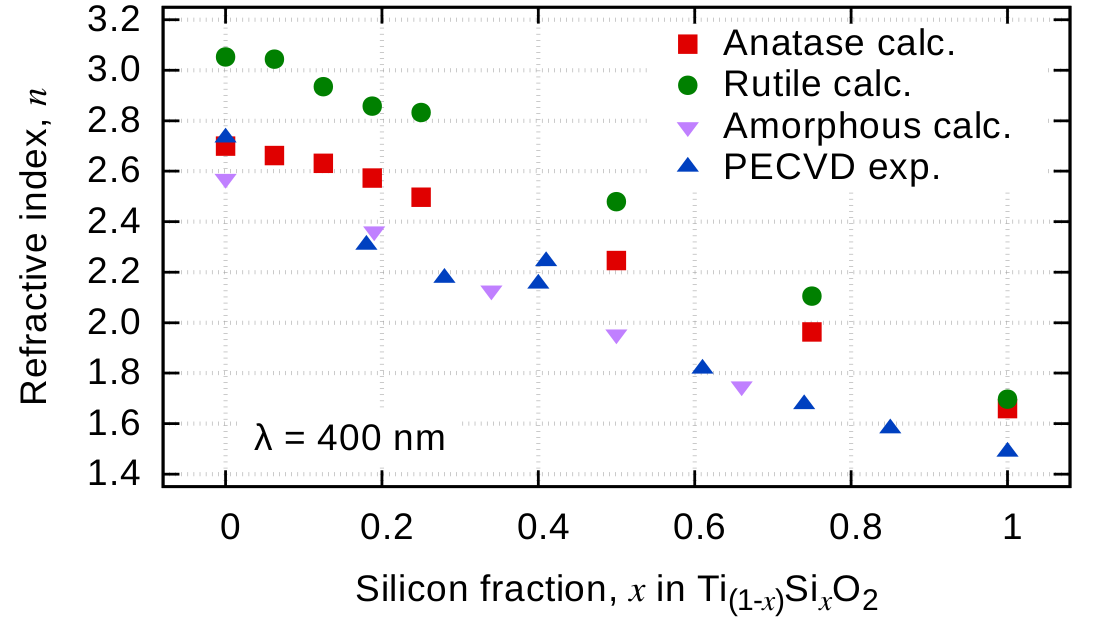 3.2
3.0
2.8
2.6
2.4
2.2
2.0
1.8
1.6
1.4
Refractive index, n
Anatase calc.
Rutile calc.
Amorphous calc.
PECVD exp.
λ = 400 nm
0 0.2 0.4 0.6 0.8 1
Silicon fraction, x in Ti(1-x)SixO2